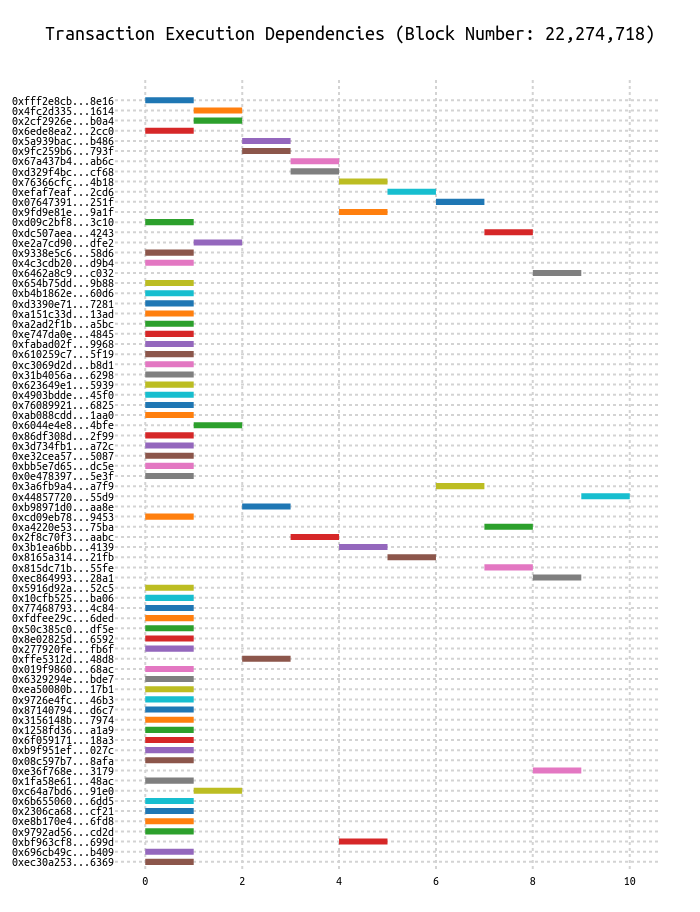 Transaction Execution Dependencies (Block Number: 22,274,718)
0xfff2e8cb...8e16
0x4fc2d335...1614
0x2cf2926e...b0a4
0x6ede8ea2...2cc0
0x5a939bac...b486
0x9fc259b6...793f
0x67a437b4...ab6c
0xd329f4bc...cf68
0x76366cfc...4b18
0xefaf7eaf...2cd6
0x07647391...251f
0x9fd9e81e...9a1f
0xd09c2bf8...3c10
0xdc507aea...4243
0xe2a7cd90...dfe2
0x9338e5c6...58d6
0x4c3cdb20...d9b4
0x6462a8c9...c032
0x654b75dd...9b88
0xb4b1862e...60d6
0xd3390e71...7281
0xa151c33d...13ad
0xa2ad2f1b...a5bc
0xe747da0e...4845
0xfabad02f...9968
0x610259c7...5f19
0xc3069d2d...b8d1
0x31b4056a...6298
0x623649e1...5939
0x4903bdde...45f0
0x76089921...6825
0xab088cdd...1aa0
0x6044e4e8...4bfe
0x86df308d...2f99
0x3d734fb1...a72c
0xe32cea57...5087
0xbb5e7d65...dc5e
0x0e478397...5e3f
0x3a6fb9a4...a7f9
0x44857720...55d9
0xb98971d0...aa8e
0xcd09eb78...9453
0xa4220e53...75ba
0x2f8c70f3...aabc
0x3b1ea6bb...4139
0x8165a314...21fb
0x815dc71b...55fe
0xec864993...28a1
0x5916d92a...52c5
0x10cfb525...ba06
0x77468793...4c84
0xfdfee29c...6ded
0x50c385c0...df5e
0x8e02825d...6592
0x277920fe...fb6f
0xffe5312d...48d8
0x019f9860...68ac
0x6329294e...bde7
0xea50080b...17b1
0x9726e4fc...46b3
0x87140794...d6c7
0x3156148b...7974
0x1258fd36...a1a9
0x6f059171...18a3
0xb9f951ef...027c
0x08c597b7...8afa
0xe36f768e...3179
0x1fa58e61...48ac
0xc64a7bd6...91e0
0x6b655060...6dd5
0x2306ca68...cf21
0xe8b170e4...6fd8
0x9792ad56...cd2d
0xbf963cf8...699d
0x696cb49c...b409
0xec30a253...6369
0 2 4 6 8 10